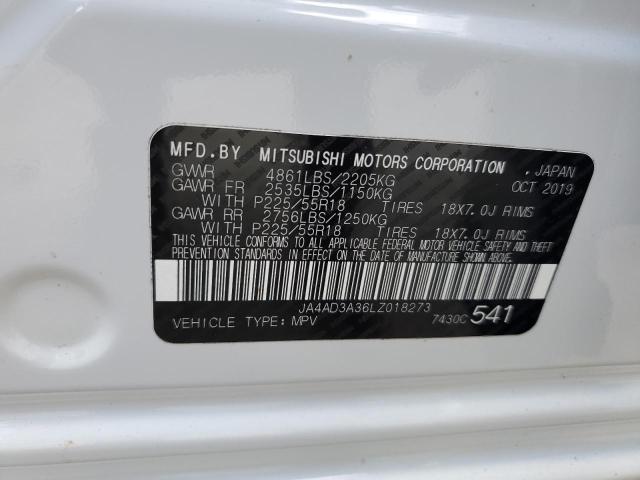 MFD.BY MITSUBISHI MOTORS CORPORATION , JAPAN
GVWR 4861LBS/2205KG OCT 2019
GAWR FR 2535LBS/1150KG
WITH P225/55R18 TIRES 18X7.0J RIMS
GAWR RR 2756LBS/1250KG
WITH P225/55R18 TIRES 18X7.0J RIMS
THIS VEHICLE CONFORMS TO ALL APPLICABLE FEDERAL MOTOR VEHICLE SAFETY AND THEFT
PREVENTION STANDARDS IN EFFECT ON THE DATE OF MANUFACTURE SHOWN ABOVE.
JA4AD3A36LZ018273
VEHICLE TYPE:MPV 7430C 541